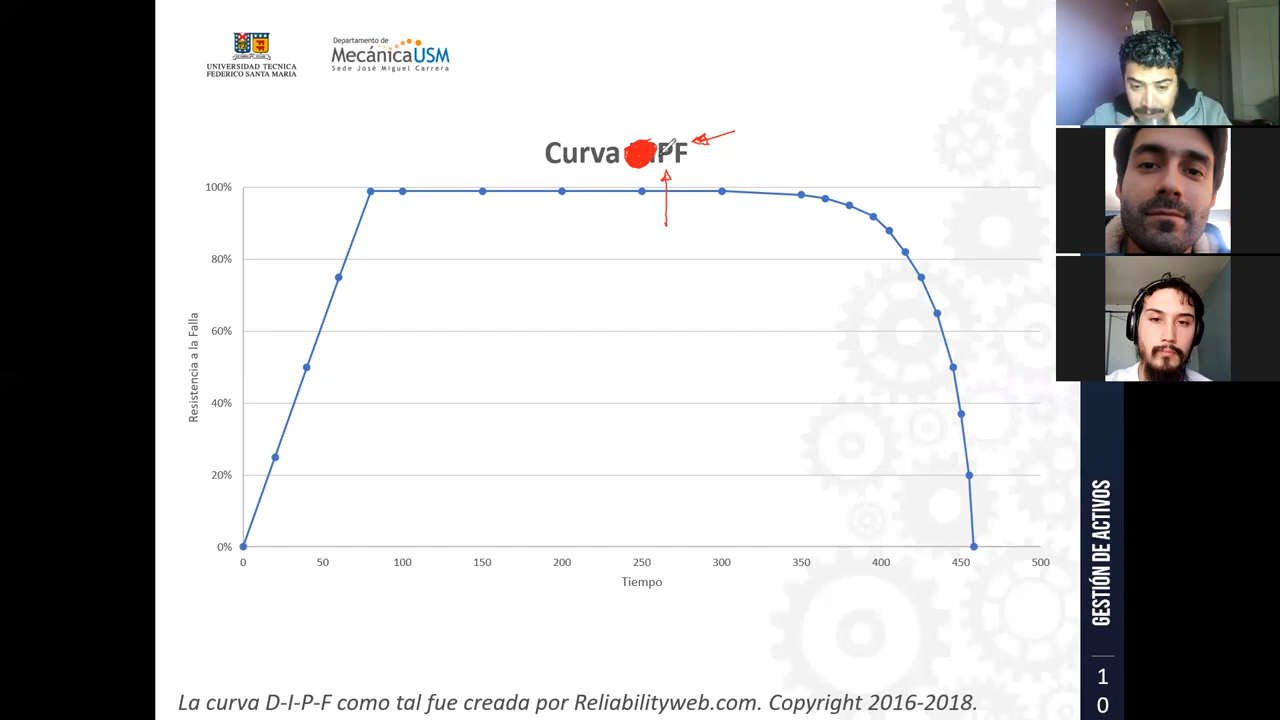 UNIVERSIDAD TECNICA
FEDERICO SANTA MARIA
Departamento de
MecánicaUSM
Sede José Miguel Carrera
Curva IPF
100%
80%
60%
40%
20%
0%
Resistencia a la Falla
0 50 100 150 200 250 300 350 400 450 500
Tiempo
GESTIÓN DE ACTIVOS
1
0
La curva D-I-P-F como tal fue creada por Reliabilityweb.com. Copyright 2016-2018.